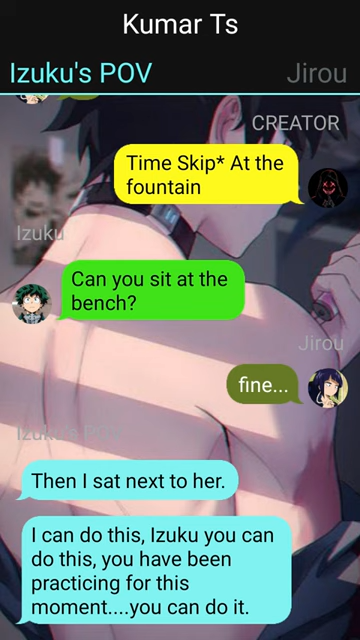 Kumar Ts
Izuku's POV
Jirou
CREATOR
Time Skip* At the
fountain
Izuku
Can you sit at the
bench?
Jirou
fine...
Izuku's POV
Then I sat next to her.
I can do this, Izuku you can
do this, you have been
practicing for this
moment....you can do it.